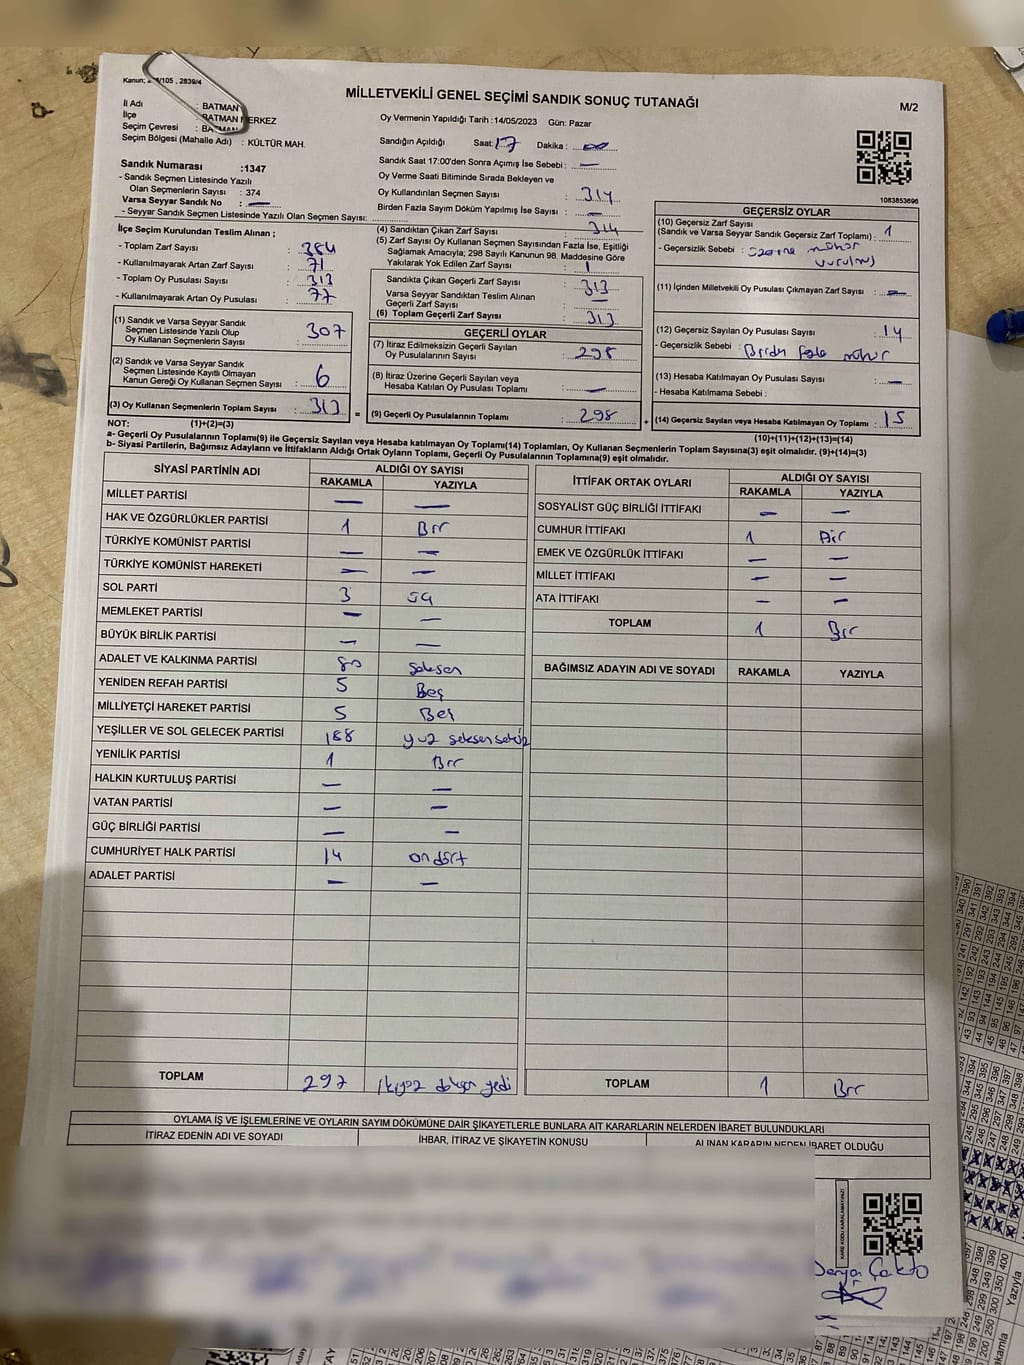 Kanun; 298/105 , 2839/4
MİLLETVEKİLİ GENEL SEÇİMİ SANDIK SONUÇ TUTANAĞI
M/2
İl Adı : BATMAN
İlçe : BATMAN MERKEZ
Seçim Çevresi : BATMAN
Seçim Bölgesi (Mahalle Adı) : KÜLTÜR MAH.
Oy Vermenin Yapıldığı Tarih :14/05/2023 Gün: Pazar
Sandığın Açıldığı Saat: 17 Dakika : 00
Sandık Saat 17:00'den Sonra Açımış İse Sebebi : —
Sandık Numarası :1347
- Sandık Seçmen Listesinde Yazılı
Olan Seçmenlerin Sayısı : 374
Varsa Seyyar Sandık No : —
- Seyyar Sandık Seçmen Listesinde Yazılı Olan Seçmen Sayısı:
Oy Verme Saati Bitiminde Sırada Bekleyen ve
Oy Kullandırılan Seçmen Sayısı : 314
Birden Fazla Sayım Döküm Yapılmış İse Sayısı : —
1083853696
İlçe Seçim Kurulundan Teslim Alınan ;
- Toplam Zarf Sayısı : 384
- Kullanılmayarak Artan Zarf Sayısı : 71
- Toplam Oy Pusulası Sayısı : 313
- Kullanılmayarak Artan Oy Pusulası : 77
(1) Sandık ve Varsa Seyyar Sandık
Seçmen Listesinde Yazılı Olup
Oy Kullanan Seçmenlerin Sayısı : 307
(2) Sandık ve Varsa Seyyar Sandık
Seçmen Listesinde Kayıtlı Olmayan
Kanun Gereği Oy Kullanan Seçmen Sayısı : 6
(3) Oy Kullanan Seçmenlerin Toplam Sayısı : 313
(4) Sandıktan Çıkan Zarf Sayısı : 314
(5) Zarf Sayısı Oy Kullanan Seçmen Sayısından Fazla İse, Eşitliği
Sağlamak Amacıyla; 298 Sayılı Kanunun 98. Maddesine Göre
Yakılarak Yok Edilen Zarf Sayısı : 1
Sandıkta Çıkan Geçerli Zarf Sayısı : 313
Varsa Seyyar Sandıktan Teslim Alınan
Geçerli Zarf Sayısı : —
(6) Toplam Geçerli Zarf Sayısı : 313
GEÇERLİ OYLAR
(7) İtiraz Edilmeksizin Geçerli Sayılan
Oy Pusulalarının Sayısı : 298
(8) İtiraz Üzerine Geçerli Sayılan veya
Hesaba Katılan Oy Pusulası Toplamı : —
= (9) Geçerli Oy Pusulalarının Toplamı : 298
GEÇERSİZ OYLAR
(10) Geçersiz Zarf Sayısı
(Sandık ve Varsa Seyyar Sandık Geçersiz Zarf Toplamı) : 1
- Geçersizlik Sebebi : üzerine mühür
vurulmuş
(11) İçinden Milletvekili Oy Pusulası Çıkmayan Zarf Sayısı : —
(12) Geçersiz Sayılan Oy Pusulası Sayısı : 14
- Geçersizlik Sebebi : Birden fazla mühür
(13) Hesaba Katılmayan Oy Pusulası Sayısı : —
- Hesaba Katılmama Sebebi :
+ (14) Geçersiz Sayılan veya Hesaba Katılmayan Oy Toplamı : 15
NOT: (1)+(2)=(3) (10)+(11)+(12)+(13)=(14)
a- Geçerli Oy Pusulalarının Toplamı(9) ile Geçersiz Sayılan veya Hesaba katılmayan Oy Toplamı(14) Toplamları, Oy Kullanan Seçmenlerin Toplam Sayısına(3) eşit olmalıdır. (9)+(14)=(3)
b- Siyasi Partilerin, Bağımsız Adayların ve İttifakların Aldığı Ortak Oyların Toplamı, Geçerli Oy Pusulalarının Toplamına(9) eşit olmalıdır.
SİYASİ PARTİNİN ADI ALDIĞI OY SAYISI
RAKAMLA YAZIYLA
MİLLET PARTİSİ — —
HAK VE ÖZGÜRLÜKLER PARTİSİ 1 Bir
TÜRKİYE KOMÜNİST PARTİSİ — —
TÜRKİYE KOMÜNİST HAREKETİ — —
SOL PARTİ 3 Üç
MEMLEKET PARTİSİ — —
BÜYÜK BİRLİK PARTİSİ — —
ADALET VE KALKINMA PARTİSİ 80 Seksen
YENİDEN REFAH PARTİSİ 5 Beş
MİLLİYETÇİ HAREKET PARTİSİ 5 Beş
YEŞİLLER VE SOL GELECEK PARTİSİ 188 yüz seksen sekiz
YENİLİK PARTİSİ 1 Bir
HALKIN KURTULUŞ PARTİSİ — —
VATAN PARTİSİ — —
GÜÇ BİRLİĞİ PARTİSİ — —
CUMHURİYET HALK PARTİSİ 14 on dört
ADALET PARTİSİ — —
TOPLAM 297 ikiyüz doksan yedi
İTTİFAK ORTAK OYLARI ALDIĞI OY SAYISI
RAKAMLA YAZIYLA
SOSYALİST GÜÇ BİRLİĞİ İTTİFAKI — —
CUMHUR İTTİFAKI 1 Bir
EMEK VE ÖZGÜRLÜK İTTİFAKI — —
MİLLET İTTİFAKI — —
ATA İTTİFAKI — —
TOPLAM 1 Bir
BAĞIMSIZ ADAYIN ADI VE SOYADI RAKAMLA YAZIYLA
TOPLAM 1 Bir
OYLAMA İŞ VE İŞLEMLERİNE VE OYLARIN SAYIM DÖKÜMÜNE DAİR ŞİKAYETLERLE BUNLARA AİT KARARLARIN NELERDEN İBARET BULUNDUKLARI
İTİRAZ EDENİN ADI VE SOYADI İHBAR, İTİRAZ VE ŞİKAYETİN KONUSU ALINAN KARARIN NEDEN İBARET OLDUĞU
KARE KODU KARALAMAYINIZ!
Derya